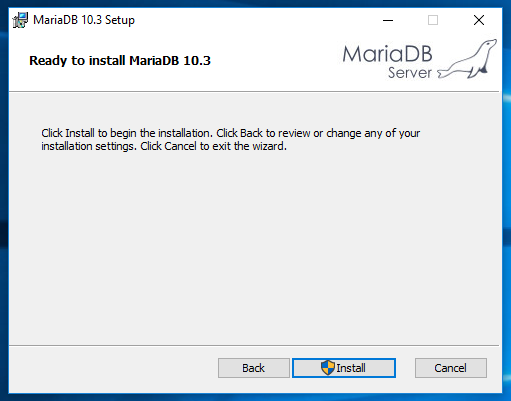 MariaDB 10.3 Setup
Ready to install MariaDB 10.3
MariaDB
Server
Click Install to begin the installation. Click Back to review or change any of your
installation settings. Click Cancel to exit the wizard.
Back
Install
Cancel